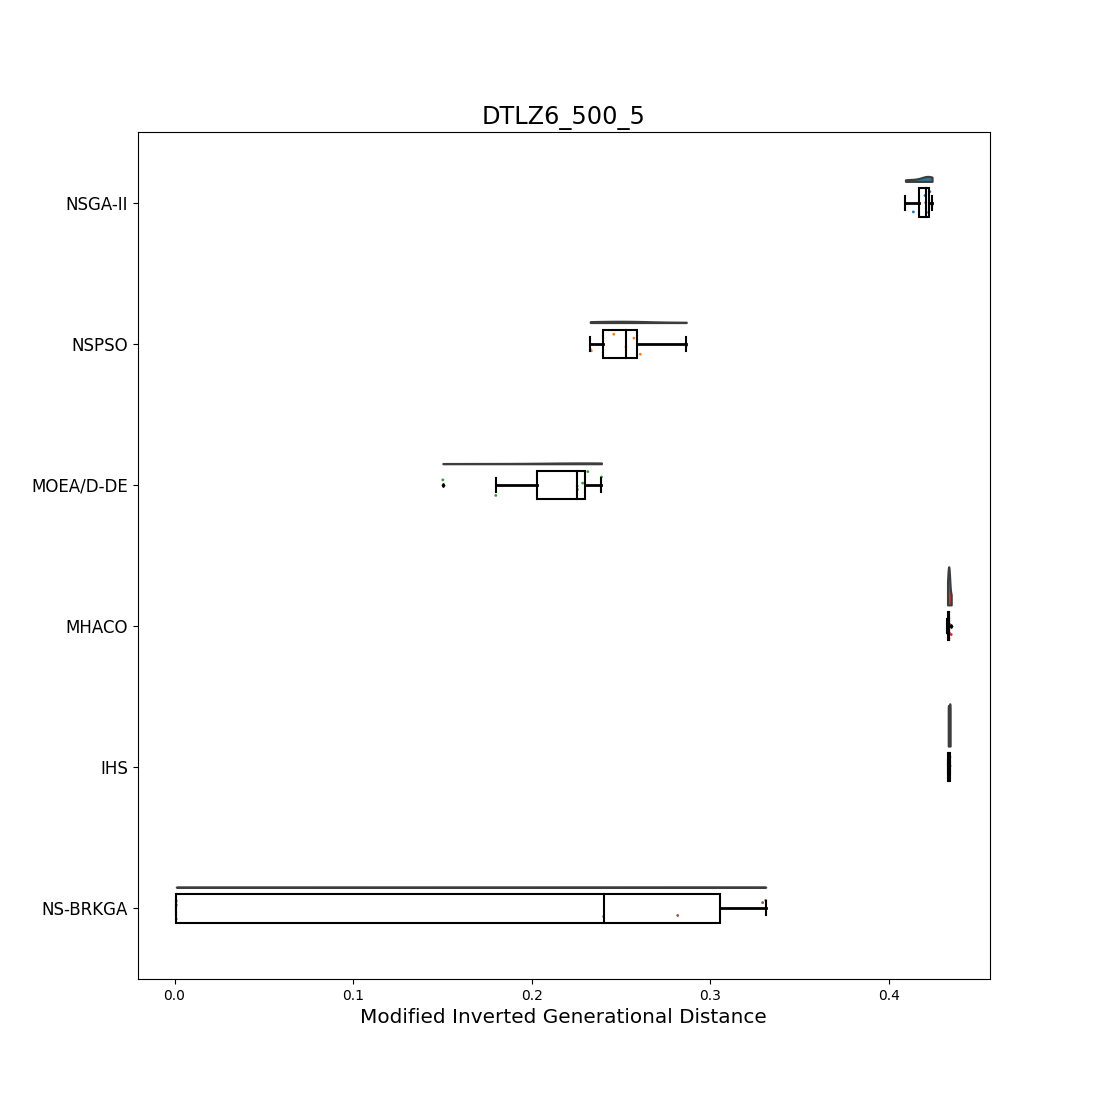 DTLZ6_500_5
NSGA-II
NSPSO
MOEA/D-DE
MHACO
IHS
NS-BRKGA
0.0 0.1 0.2 0.3 0.4
Modified Inverted Generational Distance